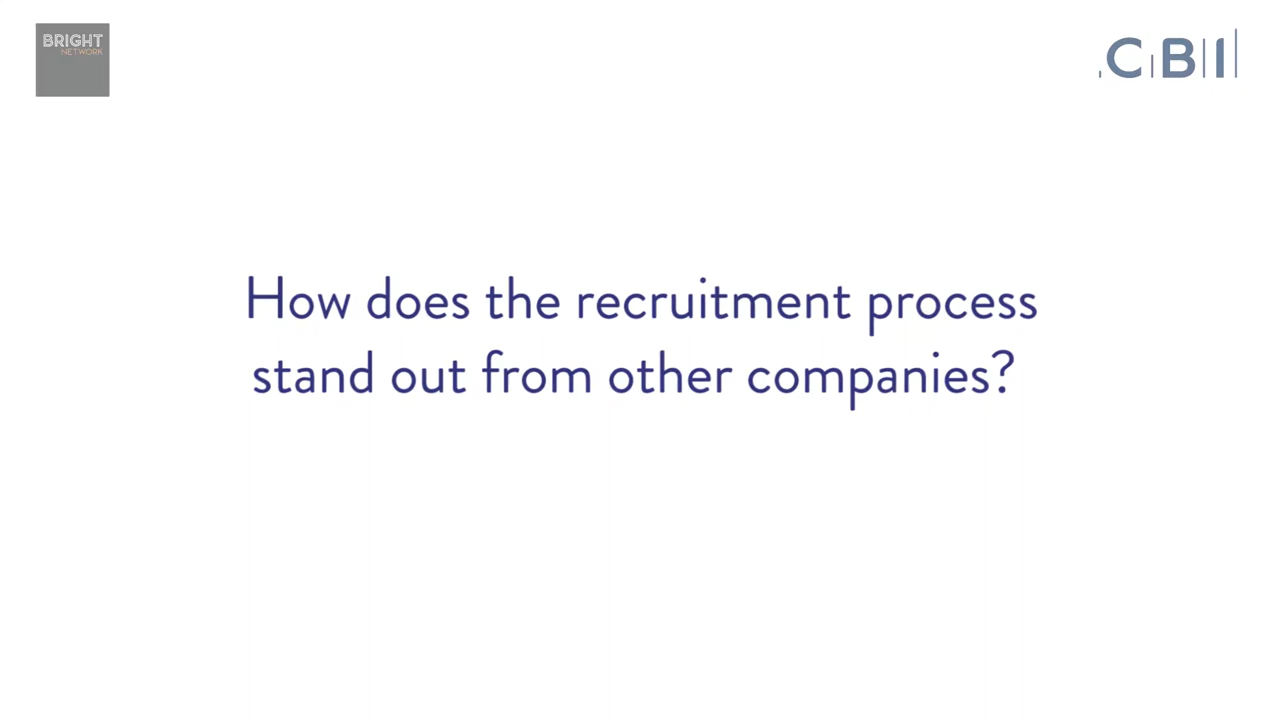 BRIGHT
NETWORK
CBI
How does the recruitment process
stand out from other companies?